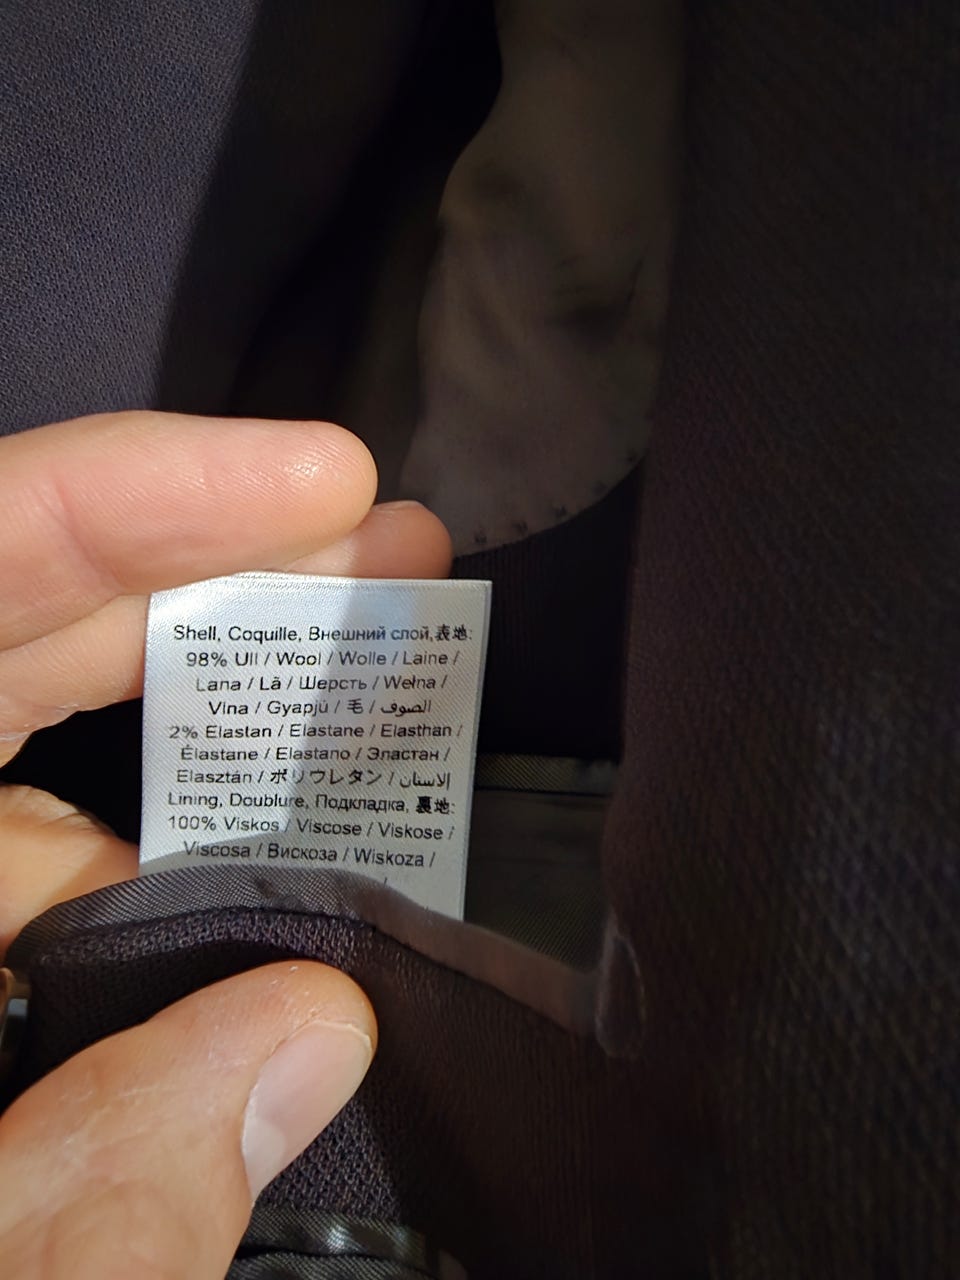 Shell, Coquille, Внешний слой,表地:
98% Ull / Wool / Wolle / Laine /
Lana / Lã / Шерсть / Wełna /
Vlna / Gyapjú / 毛 / الصوف
2% Elastan / Elastane / Elasthan /
Élastane / Elastano / Эластан /
Elasztán / ポリウレタン / الاستان
Lining, Doublure, Подкладка, 裏地:
100% Viskos / Viscose / Viskose /
Viscosa / Вискоза / Wiskoza /